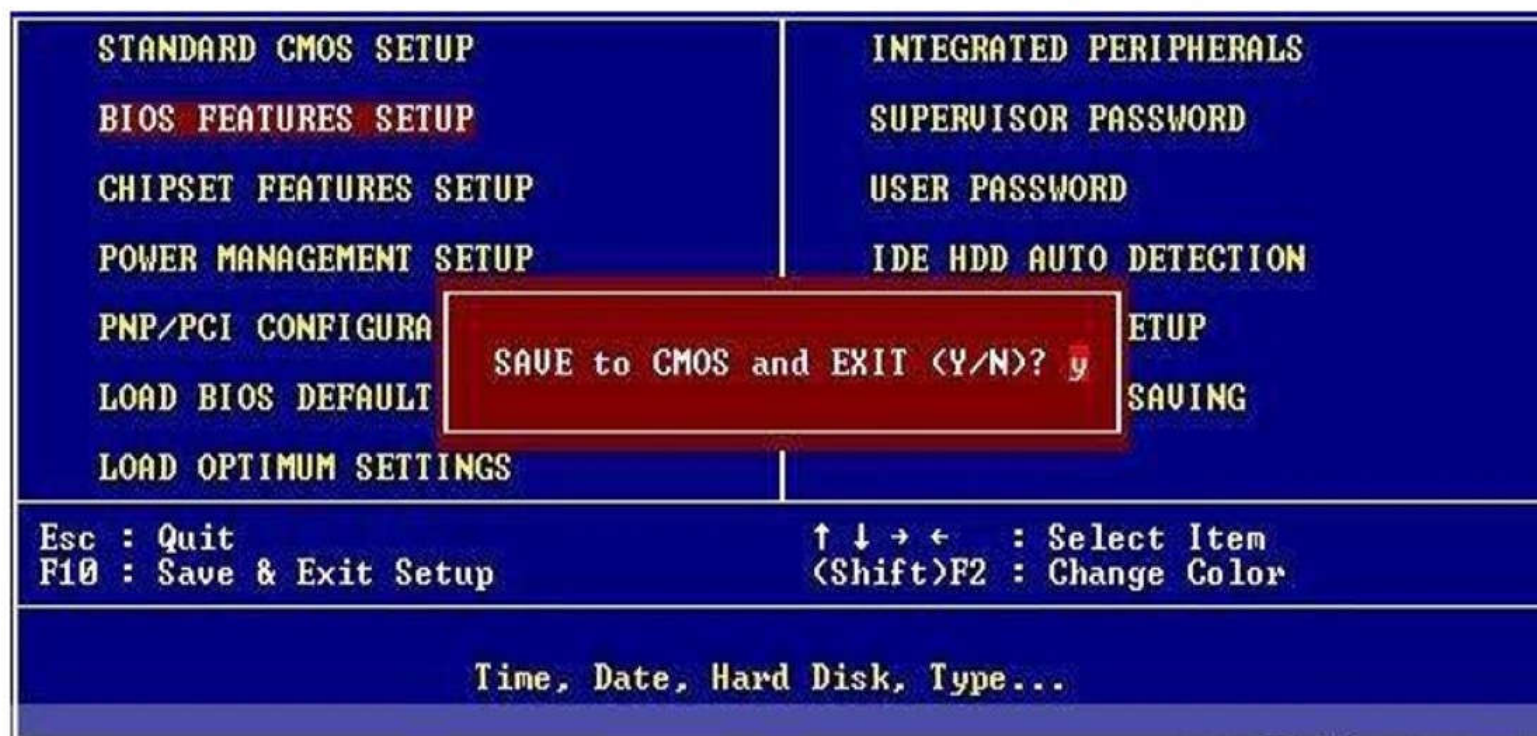 STANDARD CMOS SETUP
BIOS FEATURES SETUP
CHIPSET FEATURES SETUP
POWER MANAGEMENT SETUP
PNP/PCI CONFIGURA
LOAD BIOS DEFAULT
LOAD OPTIMUM SETTINGS
INTEGRATED PERIPHERALS
SUPERVISOR PASSWORD
USER PASSWORD
IDE HDD AUTO DETECTION
ETUP
SAVING
SAVE to CMOS and EXIT (Y/N)? y
Esc : Quit
F10 : Save & Exit Setup
↑ ↓ → ← : Select Item
(Shift)F2 : Change Color
Time, Date, Hard Disk, Type...